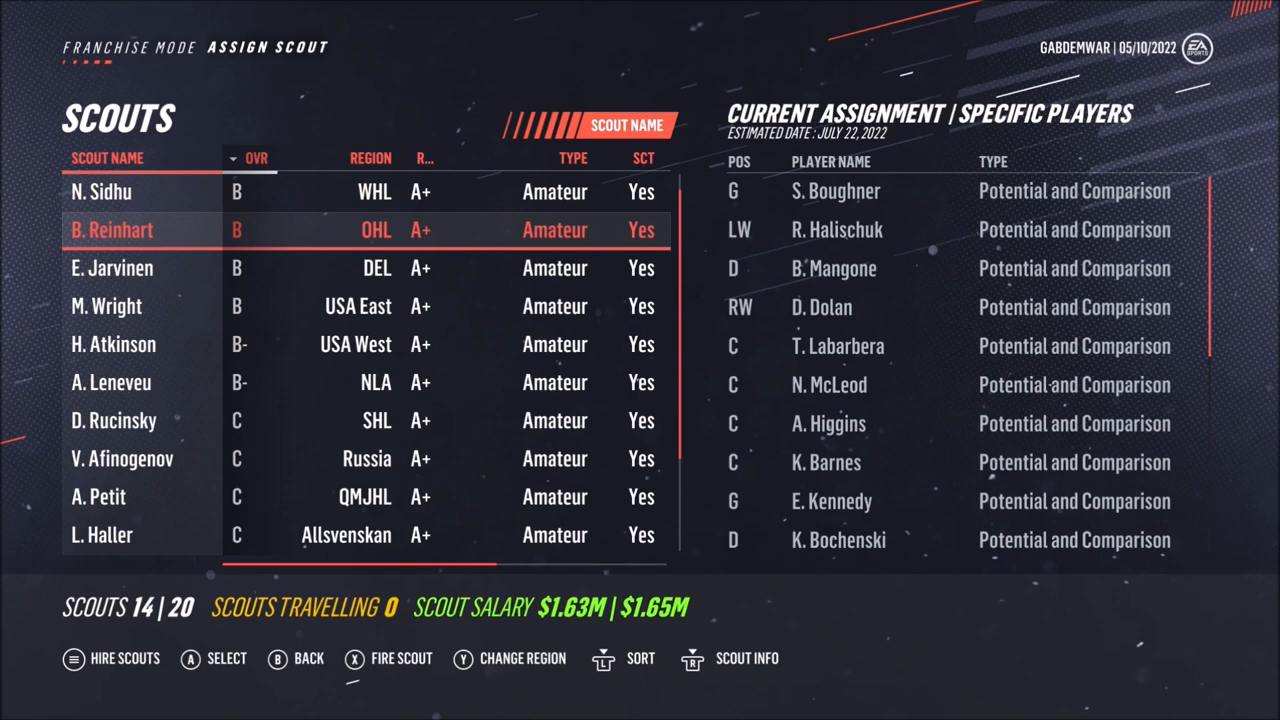 FRANCHISE MODE ASSIGN SCOUT
GABDEMWAR | 05/10/2022
EA SPORTS
SCOUTS
SCOUT NAME
SCOUT NAME OVR REGION R... TYPE SCT
N. Sidhu B WHL A+ Amateur Yes
B. Reinhart B OHL A+ Amateur Yes
E. Jarvinen B DEL A+ Amateur Yes
M. Wright B USA East A+ Amateur Yes
H. Atkinson B- USA West A+ Amateur Yes
A. Leneveu B- NLA A+ Amateur Yes
D. Rucinsky C SHL A+ Amateur Yes
V. Afinogenov C Russia A+ Amateur Yes
A. Petit C QMJHL A+ Amateur Yes
L. Haller C Allsvenskan A+ Amateur Yes
CURRENT ASSIGNMENT | SPECIFIC PLAYERS
ESTIMATED DATE : JULY 22, 2022
POS PLAYER NAME TYPE
G S. Boughner Potential and Comparison
LW R. Halischuk Potential and Comparison
D B. Mangone Potential and Comparison
RW D. Dolan Potential and Comparison
C T. Labarbera Potential and Comparison
C N. McLeod Potential and Comparison
C A. Higgins Potential and Comparison
C K. Barnes Potential and Comparison
G E. Kennedy Potential and Comparison
D K. Bochenski Potential and Comparison
SCOUTS 14 | 20 SCOUTS TRAVELLING 0 SCOUT SALARY $1.63M | $1.65M
HIRE SCOUTS A SELECT B BACK X FIRE SCOUT Y CHANGE REGION L SORT R SCOUT INFO